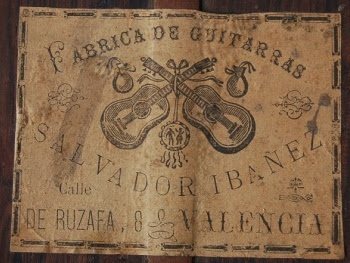 FABRICA DE GUITARRAS
SALVADOR IBAÑEZ
Calle
DE RUZAFA, 8 VALENCIA